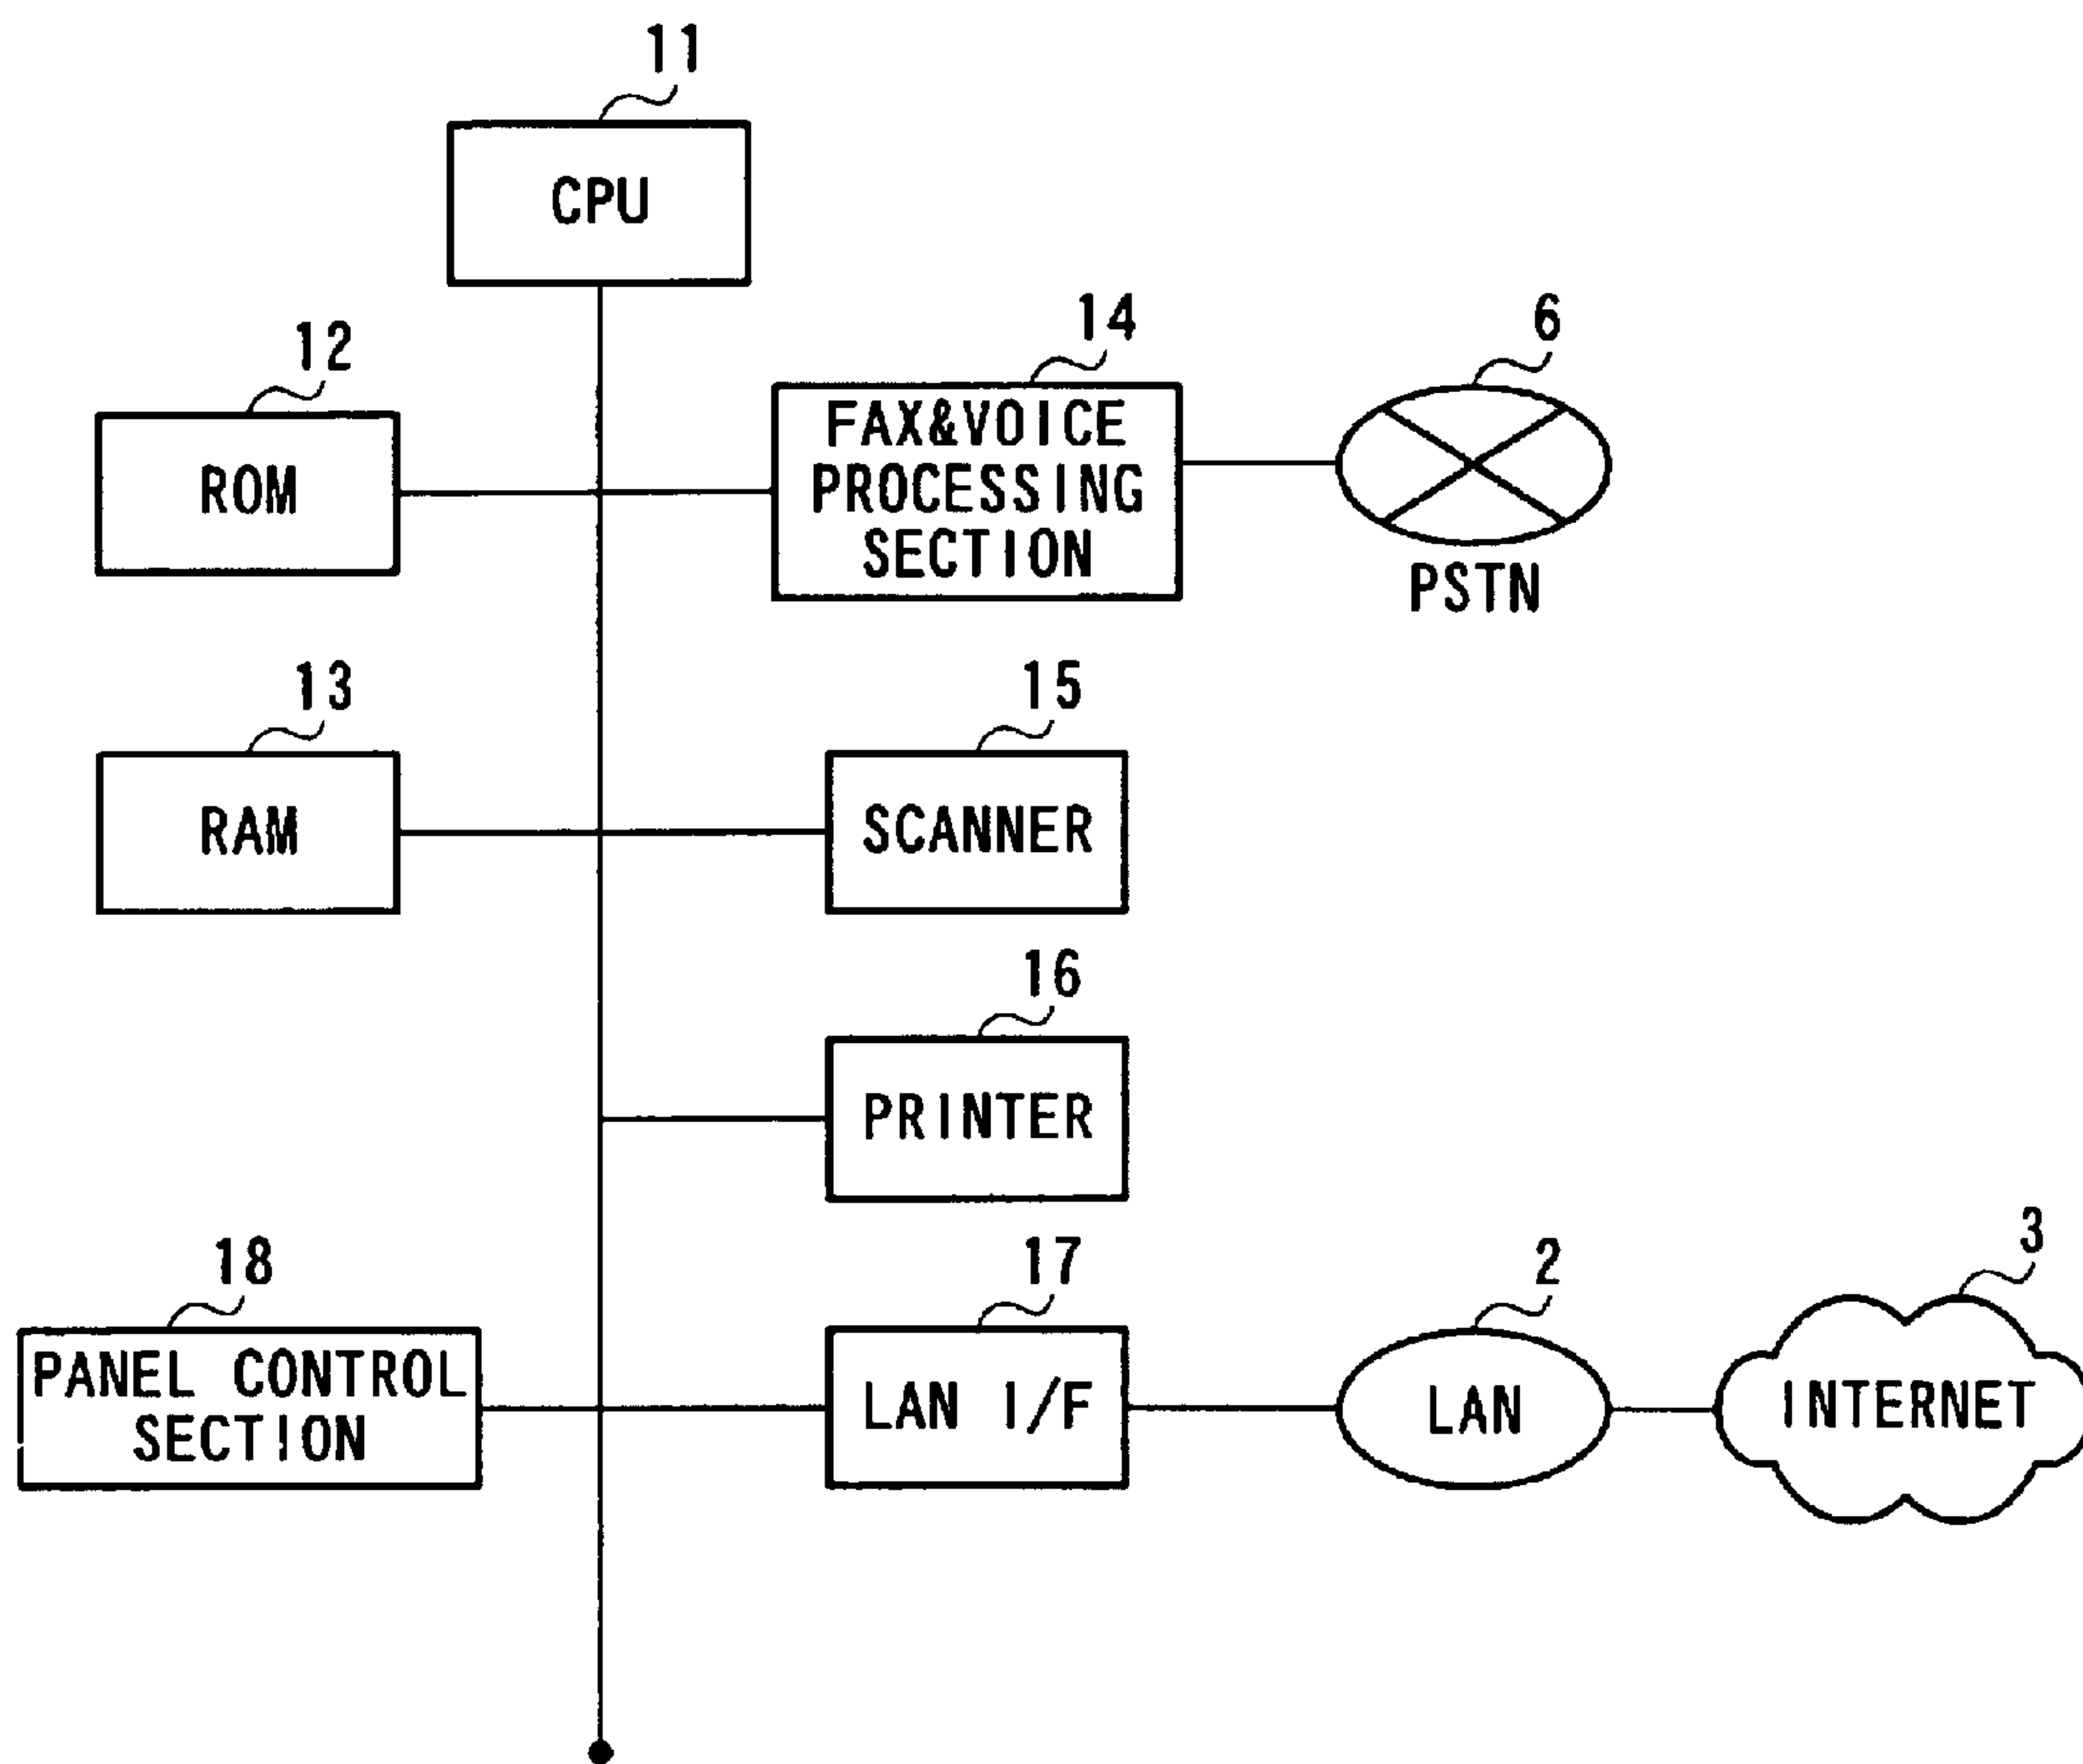 11
CPU
12
ROM
14
FAX&VOICE
PROCESSING
SECTION
6
PSTN
13
RAM
15
SCANNER
16
PRINTER
18
PANEL CONTROL
SECTION
17
LAN I/F
2
LAN
3
INTERNET